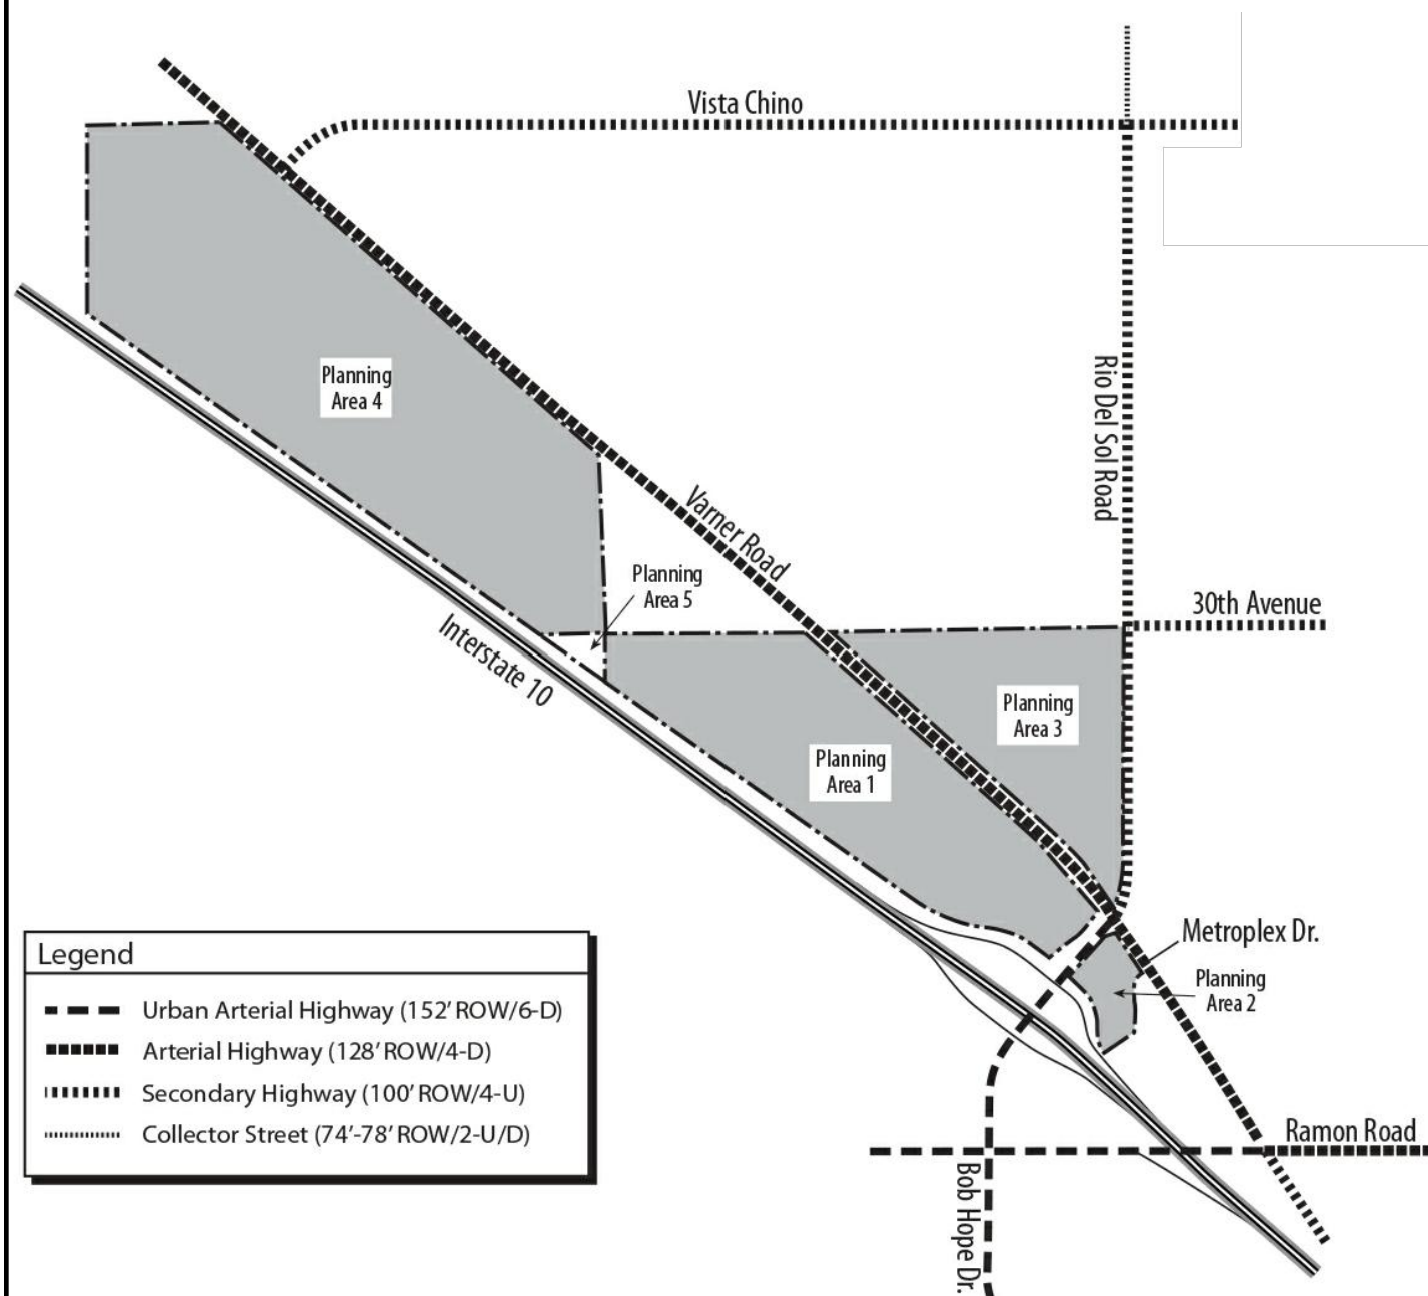 Vista Chino
Rio Del Sol Road
Planning
Area 4
Varner Road
Planning
Area 5
30th Avenue
Interstate 10
Planning
Area 3
Planning
Area 1
Metroplex Dr.
Planning
Area 2
Legend
Urban Arterial Highway (152' ROW/6-D)
Arterial Highway (128' ROW/4-D)
Secondary Highway (100' ROW/4-U)
Collector Street (74'-78' ROW/2-U/D)
Ramon Road
Bob Hope Dr.